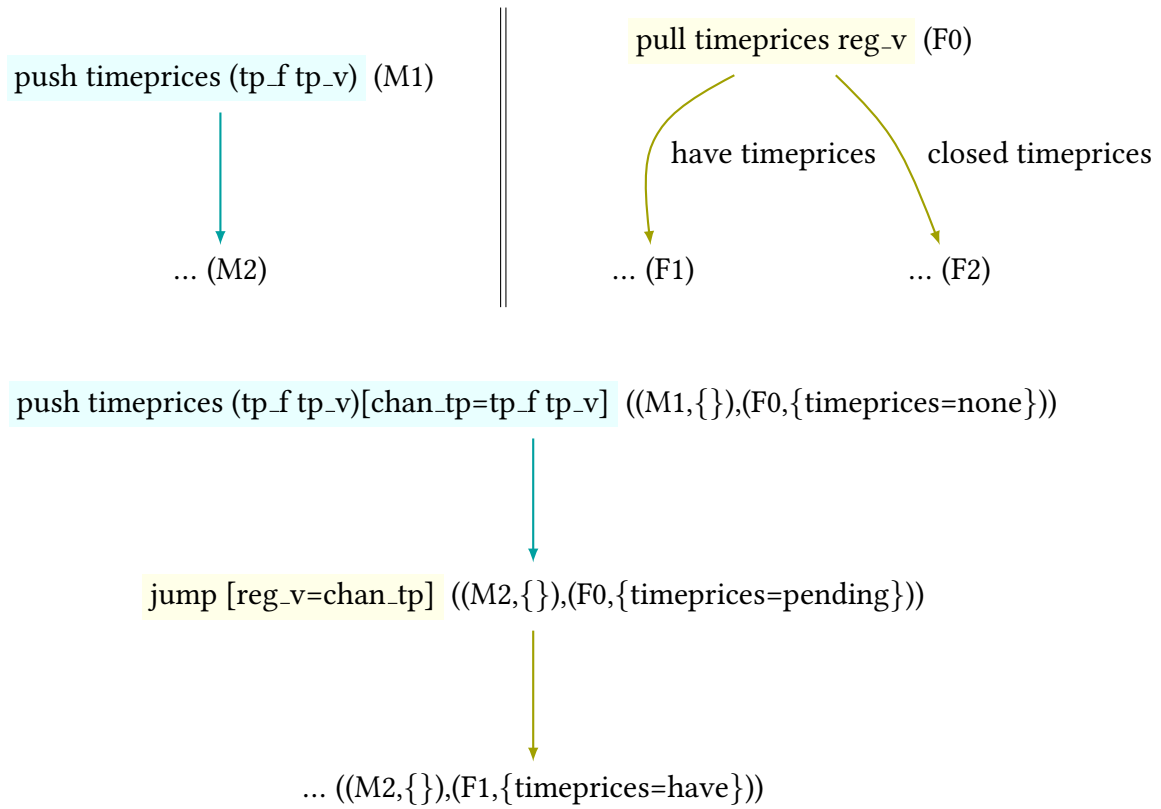 push timeprices (tp_f tp_v) (M1)
… (M2)
pull timeprices reg_v (F0)
have timeprices
closed timeprices
… (F1)
… (F2)
push timeprices (tp_f tp_v)[chan_tp=tp_f tp_v] ((M1,{}),(F0,{timeprices=none}))
jump [reg_v=chan_tp] ((M2,{}),(F0,{timeprices=pending}))
… ((M2,{}),(F1,{timeprices=have}))